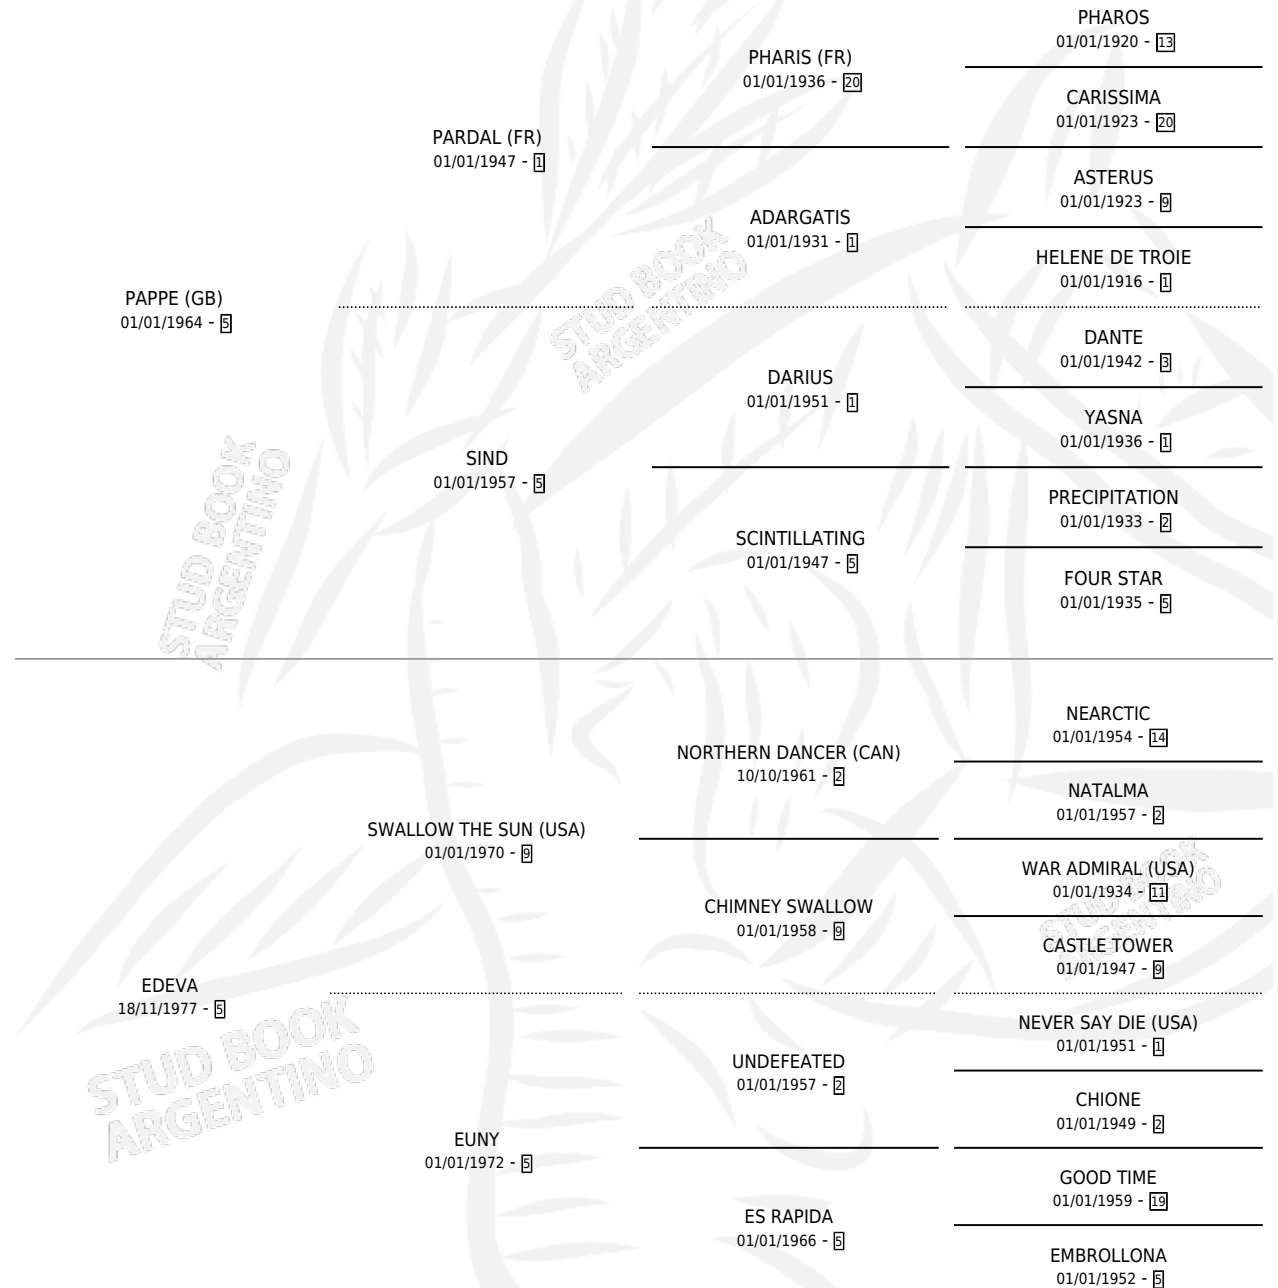 PHAROS
01/01/1920 - 13
PHARIS (FR)
01/01/1936 - 20
CARISSIMA
01/01/1923 - 20
PARDAL (FR)
01/01/1947 - 1
ASTERUS
01/01/1923 - 9
ADARGATIS
01/01/1931 - 1
HELENE DE TROIE
01/01/1916 - 1
PAPPE (GB)
01/01/1964 - 5
STUD BOOK
ARGENTINO
DANTE
01/01/1942 - 3
DARIUS
01/01/1951 - 1
YASNA
01/01/1936 - 1
SIND
01/01/1957 - 5
PRECIPITATION
01/01/1933 - 2
SCINTILLATING
01/01/1947 - 5
FOUR STAR
01/01/1935 - 5
STUD BOOK
ARGENTINO
NEARCTIC
01/01/1954 - 14
NORTHERN DANCER (CAN)
10/10/1961 - 2
NATALMA
01/01/1957 - 2
SWALLOW THE SUN (USA)
01/01/1970 - 9
WAR ADMIRAL (USA)
01/01/1934 - 11
CHIMNEY SWALLOW
01/01/1958 - 9
STUD BOOK
ARGENTINO
CASTLE TOWER
01/01/1947 - 9
EDEVA
18/11/1977 - 5
STUD BOOK
ARGENTINO
NEVER SAY DIE (USA)
01/01/1951 - 1
UNDEFEATED
01/01/1957 - 2
CHIONE
01/01/1949 - 2
EUNY
01/01/1972 - 5
GOOD TIME
01/01/1959 - 19
ES RAPIDA
01/01/1966 - 5
EMBROLLONA
01/01/1952 - 5